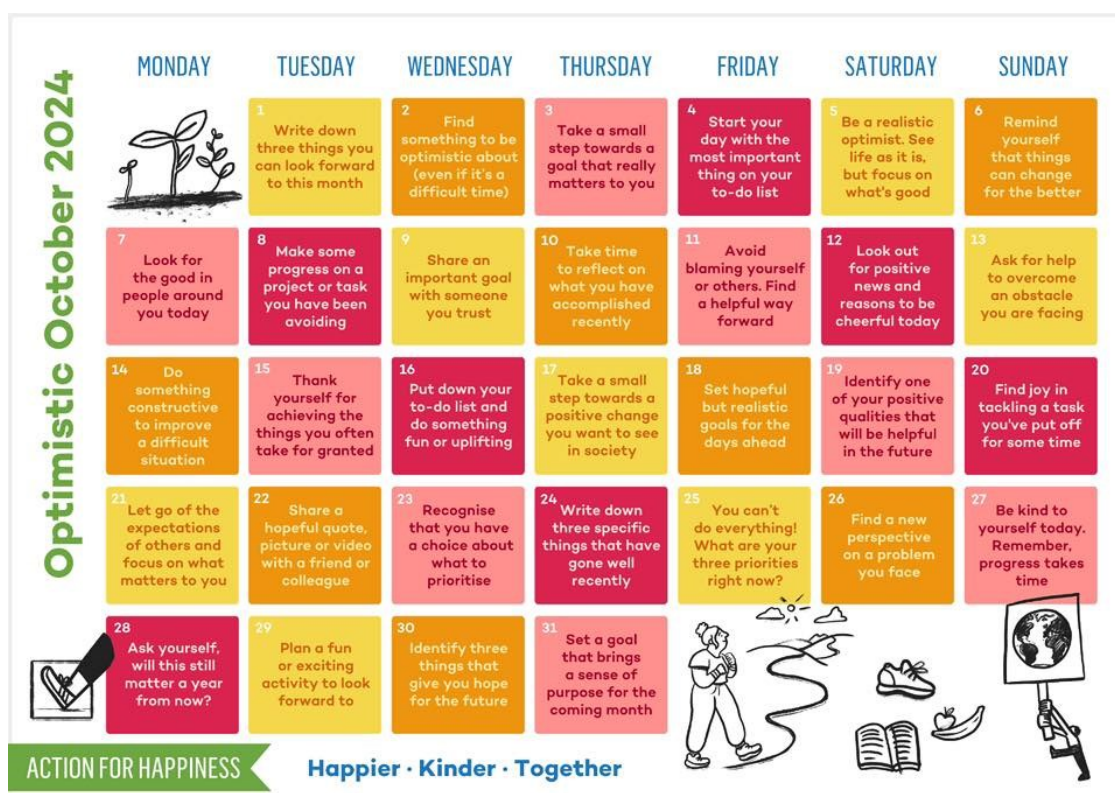 Optimistic October 2024
MONDAY
TUESDAY
WEDNESDAY
THURSDAY
FRIDAY
SATURDAY
SUNDAY
1
Write down
three things you
can look forward
to this month
2
Find
something to be
optimistic about
(even if it's a
difficult time)
3
Take a small
step towards a
goal that really
matters to you
4
Start your
day with the
most important
thing on your
to-do list
5
Be a realistic
optimist. See
life as it is,
but focus on
what's good
6
Remind
yourself
that things
can change
for the better
7
Look for
the good in
people around
you today
8
Make some
progress on a
project or task
you have been
avoiding
9
Share an
important goal
with someone
you trust
10
Take time
to reflect on
what you have
accomplished
recently
11
Avoid
blaming yourself
or others. Find
a helpful way
forward
12
Look out
for positive
news and
reasons to be
cheerful today
13
Ask for help
to overcome
an obstacle
you are facing
14
Do
something
constructive
to improve
a difficult
situation
15
Thank
yourself for
achieving the
things you often
take for granted
16
Put down your
to-do list and
do something
fun or uplifting
17
Take a small
step towards a
positive change
you want to see
in society
18
Set hopeful
but realistic
goals for the
days ahead
19
Identify one
of your positive
qualities that
will be helpful
in the future
20
Find joy in
tackling a task
you've put off
for some time
21
Let go of the
expectations
of others and
focus on what
matters to you
22
Share a
hopeful quote,
picture or video
with a friend or
colleague
23
Recognise
that you have
a choice about
what to
prioritise
24
Write down
three specific
things that have
gone well
recently
25
You can't
do everything!
What are your
three priorities
right now?
26
Find a new
perspective
on a problem
you face
27
Be kind to
yourself today.
Remember,
progress takes
time
28
Ask yourself,
will this still
matter a year
from now?
29
Plan a fun
or exciting
activity to look
forward to
30
Identify three
things that
give you hope
for the future
31
Set a goal
that brings
a sense of
purpose for the
coming month
ACTION FOR HAPPINESS
Happier · Kinder · Together